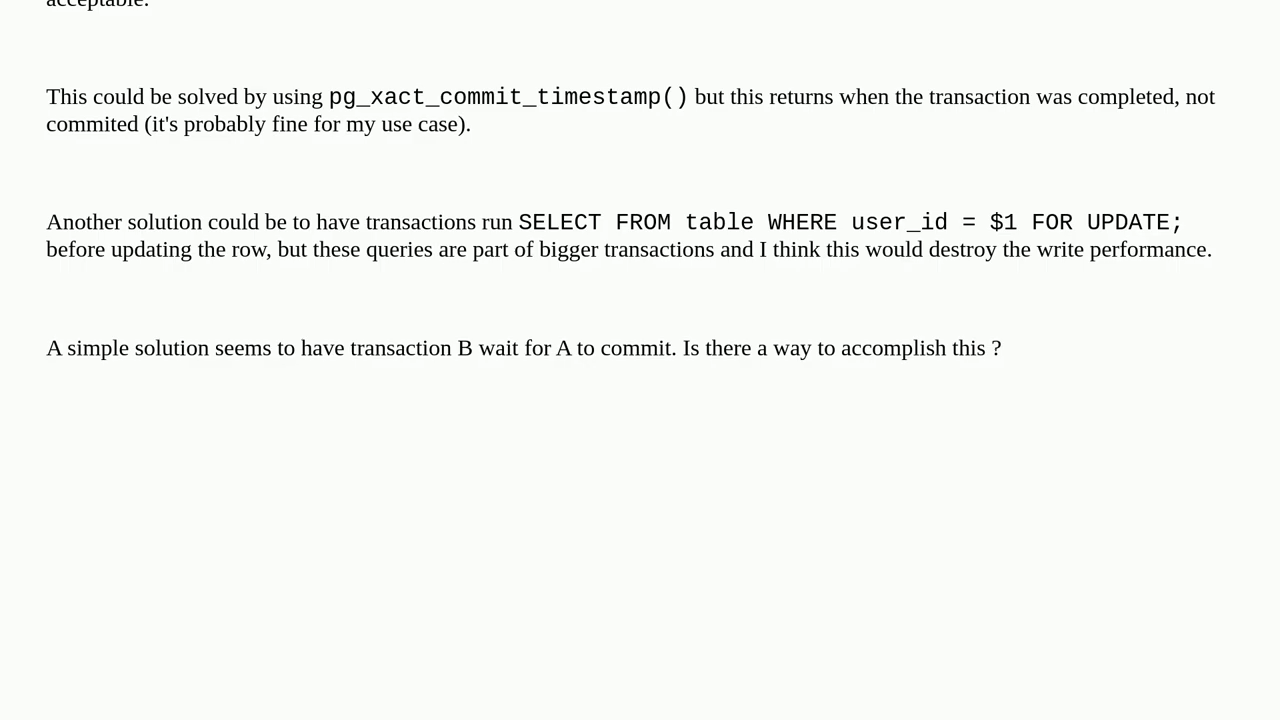 acceptable.
This could be solved by using pg_xact_commit_timestamp() but this returns when the transaction was completed, not
commited (it's probably fine for my use case).
Another solution could be to have transactions run SELECT FROM table WHERE user_id = $1 FOR UPDATE;
before updating the row, but these queries are part of bigger transactions and I think this would destroy the write performance.
A simple solution seems to have transaction B wait for A to commit. Is there a way to accomplish this ?